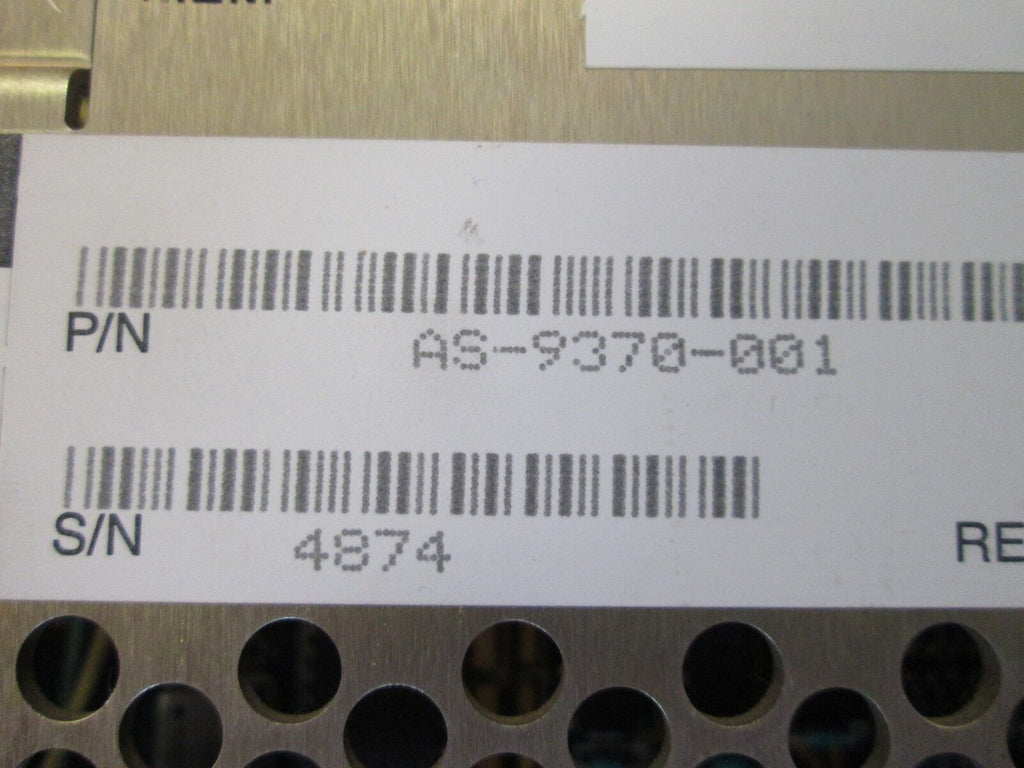 P/N
AS-9370-001
S/N
4874
RE